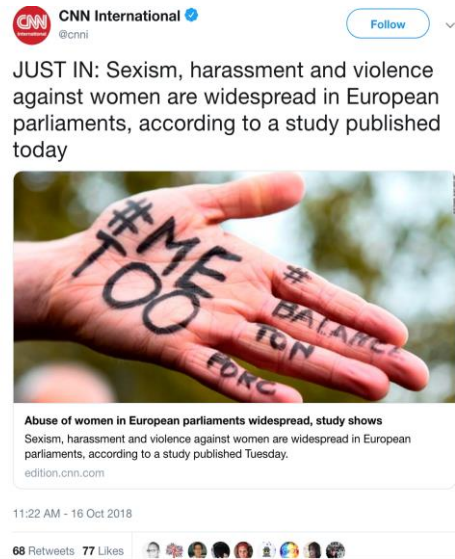 CNN
International
CNN International
@cnni
Follow
JUST IN: Sexism, harassment and violence
against women are widespread in European
parliaments, according to a study published
today
#ME
TOO
#
BALANCE
TON
PORC
Abuse of women in European parliaments widespread, study shows
Sexism, harassment and violence against women are widespread in European
parliaments, according to a study published Tuesday.
edition.cnn.com
11:22 AM - 16 Oct 2018
68 Retweets 77 Likes